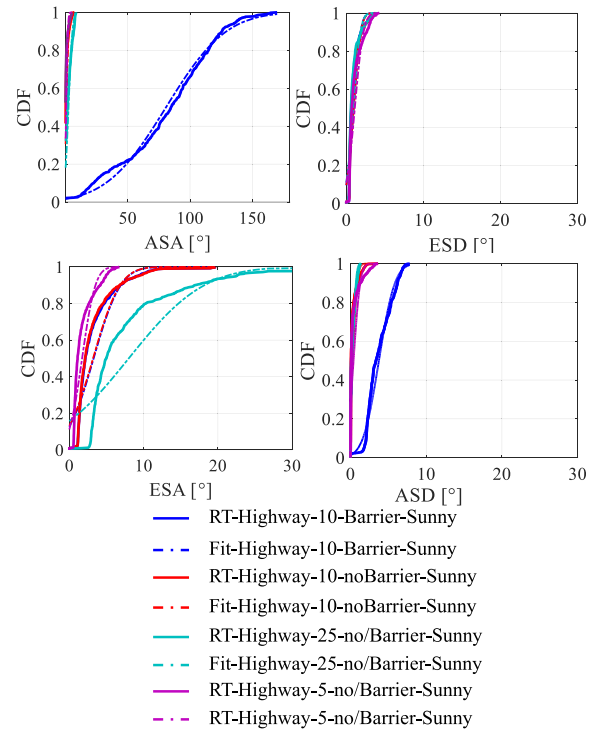 1
0.8
0.6
0.4
0.2
0
CDF
50 100 150
ASA [°]
1
0.8
0.6
0.4
0.2
0
CDF
0 10 20 30
ESD [°]
1
0.8
0.6
0.4
0.2
0
CDF
0 10 20 30
ESA [°]
1
0.8
0.6
0.4
0.2
0
CDF
0 10 20 30
ASD [°]
RT-Highway-10-Barrier-Sunny
Fit-Highway-10-Barrier-Sunny
RT-Highway-10-noBarrier-Sunny
Fit-Highway-10-noBarrier-Sunny
RT-Highway-25-no/Barrier-Sunny
Fit-Highway-25-no/Barrier-Sunny
RT-Highway-5-no/Barrier-Sunny
RT-Highway-5-no/Barrier-Sunny